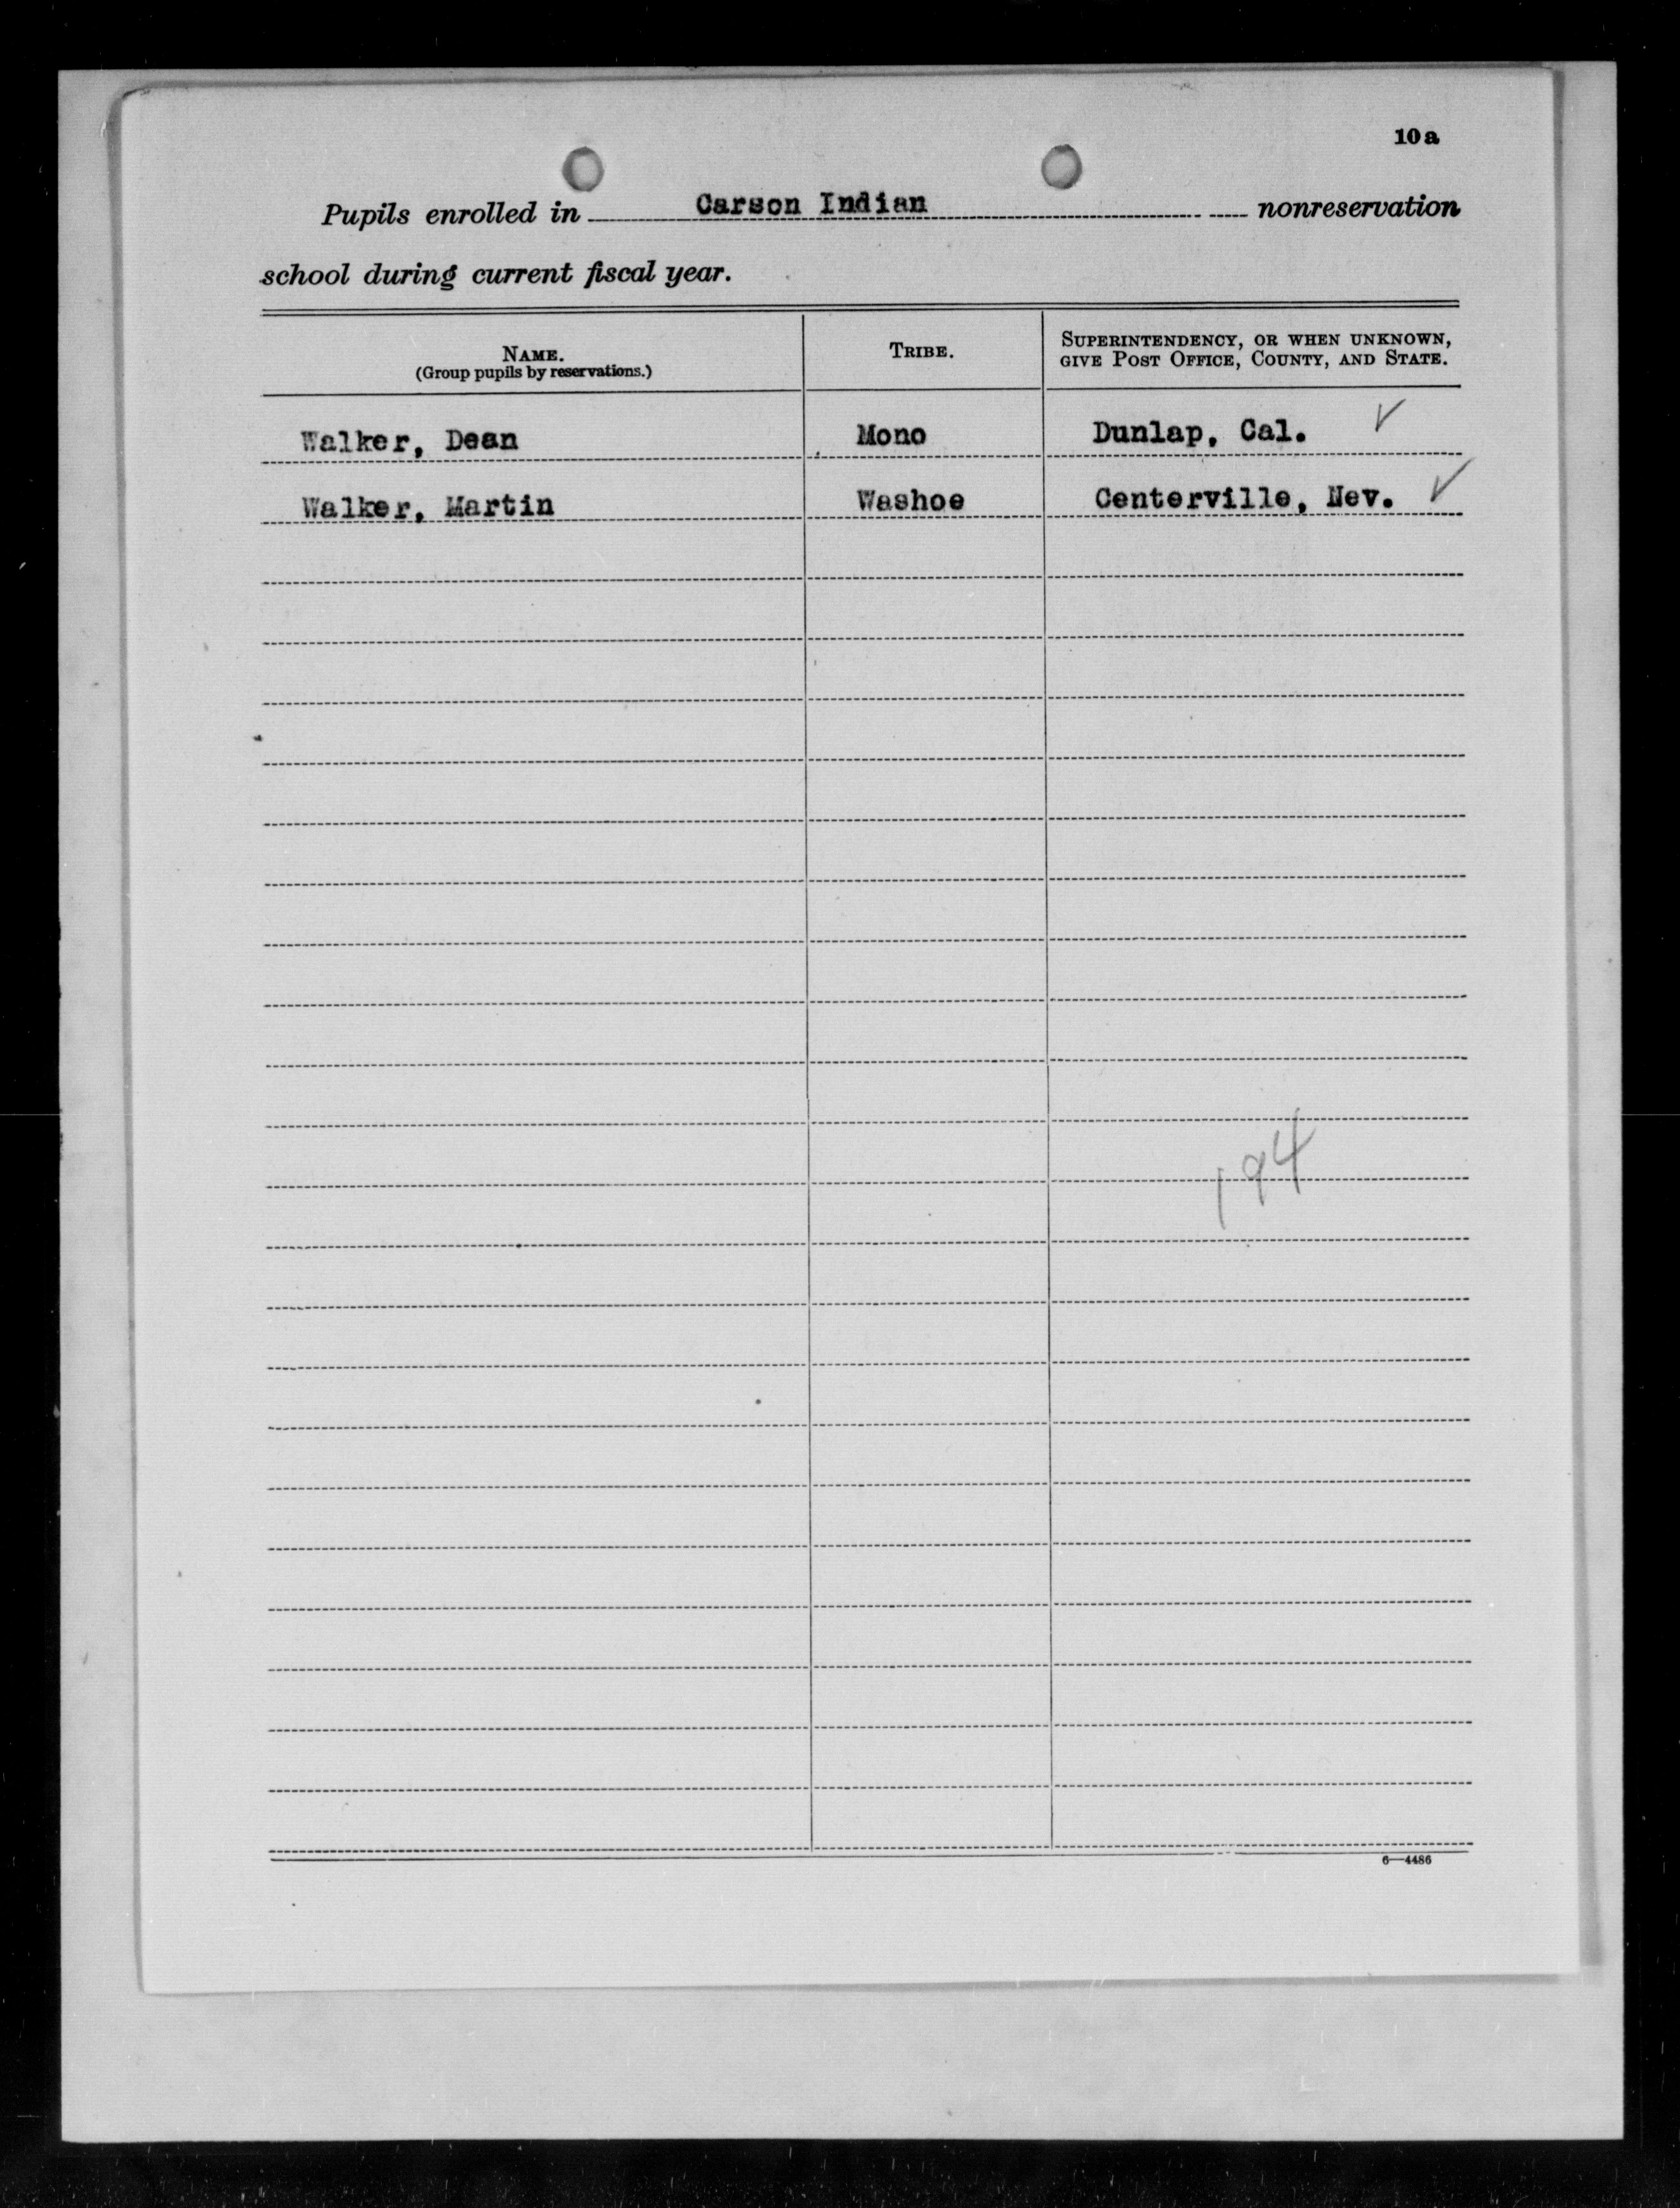 10a
Pupils enrolled in Carson Indian nonreservation
school during current fiscal year.
NAME.
(Group pupils by reservations.)
TRIBE.
SUPERINTENDENCY, OR WHEN UNKNOWN,
GIVE POST OFFICE, COUNTY, AND STATE.
Walker, Dean Mono Dunlap, Cal. ✓
Walker, Martin Washoe Centerville, Nev. ✓
194
6—4486